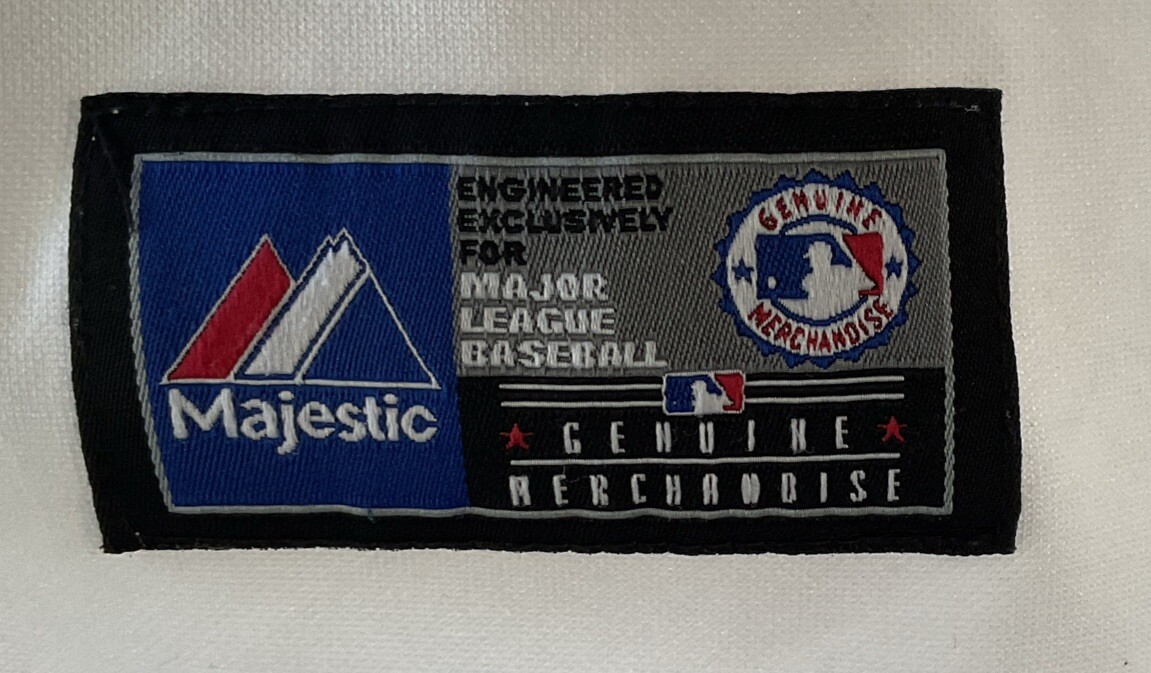 Majestic
ENGINEERED
EXCLUSIVELY
FOR
MAJOR
LEAGUE
BASEBALL
GENUINE
MERCHANDISE
GENUINE
MERCHANDISE